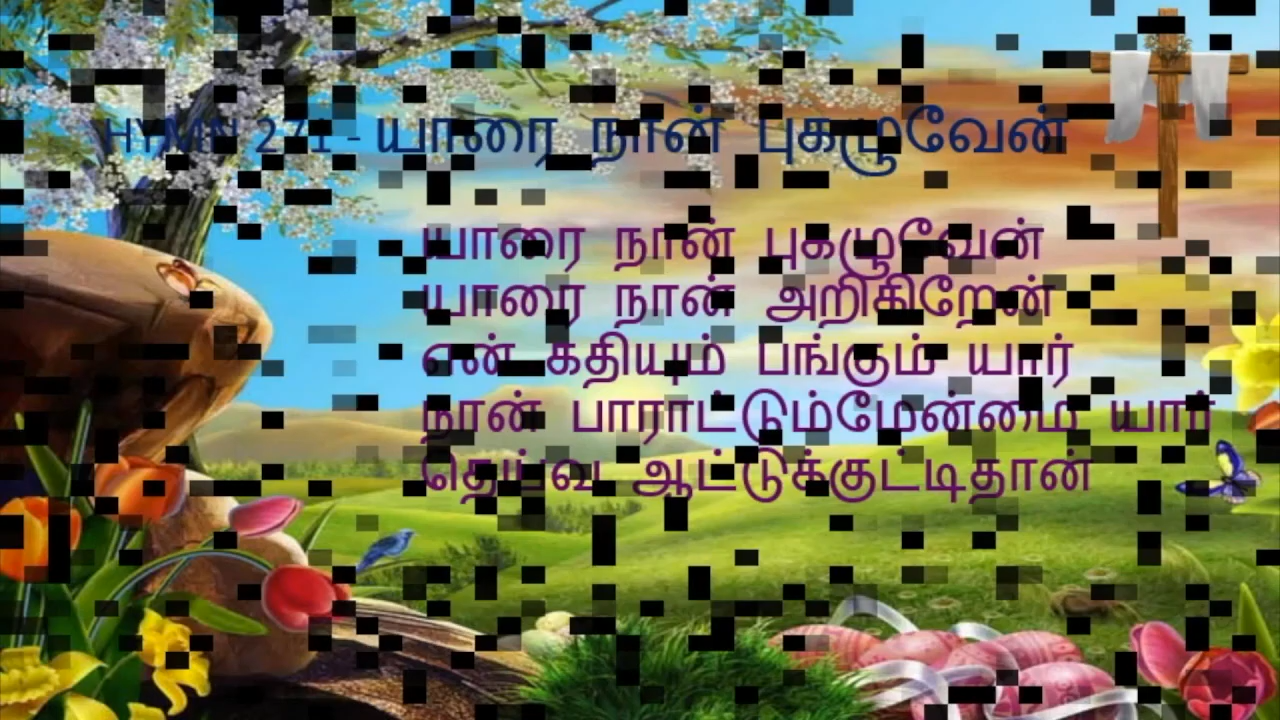 HYMN 271 - யாரை நான் புகழுவேன்
யாரை நான் புகழுவேன்
யாரை நான் அறிகிறேன்
என் கதியும் பங்கும் யார்
நான் பாராட்டும்மேன்மை யார்
தெய்வ ஆட்டுக்குட்டிதான்